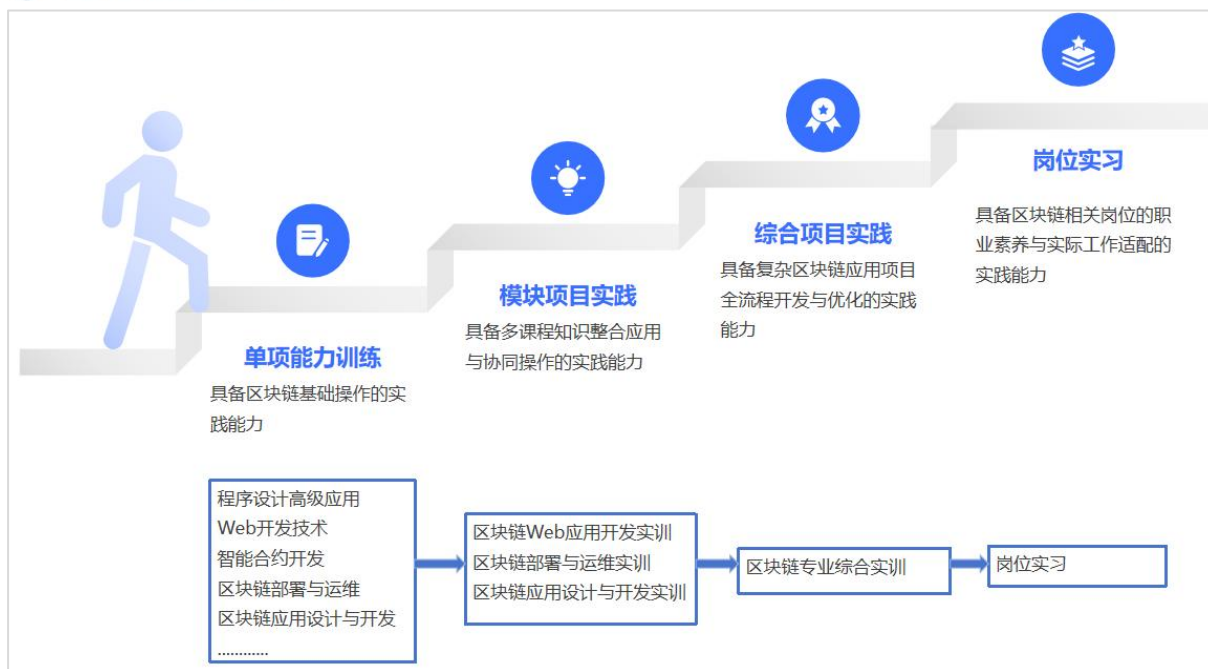 岗位实习
具备区块链相关岗位的职
业素养与实际工作适配的
实践能力
综合项目实践
具备复杂区块链应用项目
全流程开发与优化的实践
能力
模块项目实践
具备多课程知识整合应用
与协同操作的实践能力
单项能力训练
具备区块链基础操作的实
践能力
程序设计高级应用
Web开发技术
智能合约开发
区块链部署与运维
区块链应用设计与开发
............
区块链Web应用开发实训
区块链部署与运维实训
区块链应用设计与开发实训
区块链专业综合实训
岗位实习